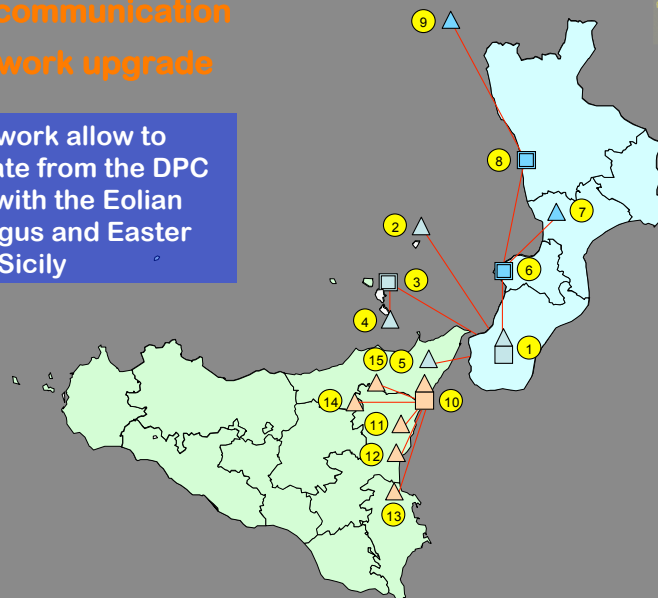 communication
work upgrade
work allow to
ate from the DPC
with the Eolian
gus and Easter
Sicily
9
8
7
2
6
3
4
1
15
5
14
10
11
12
13